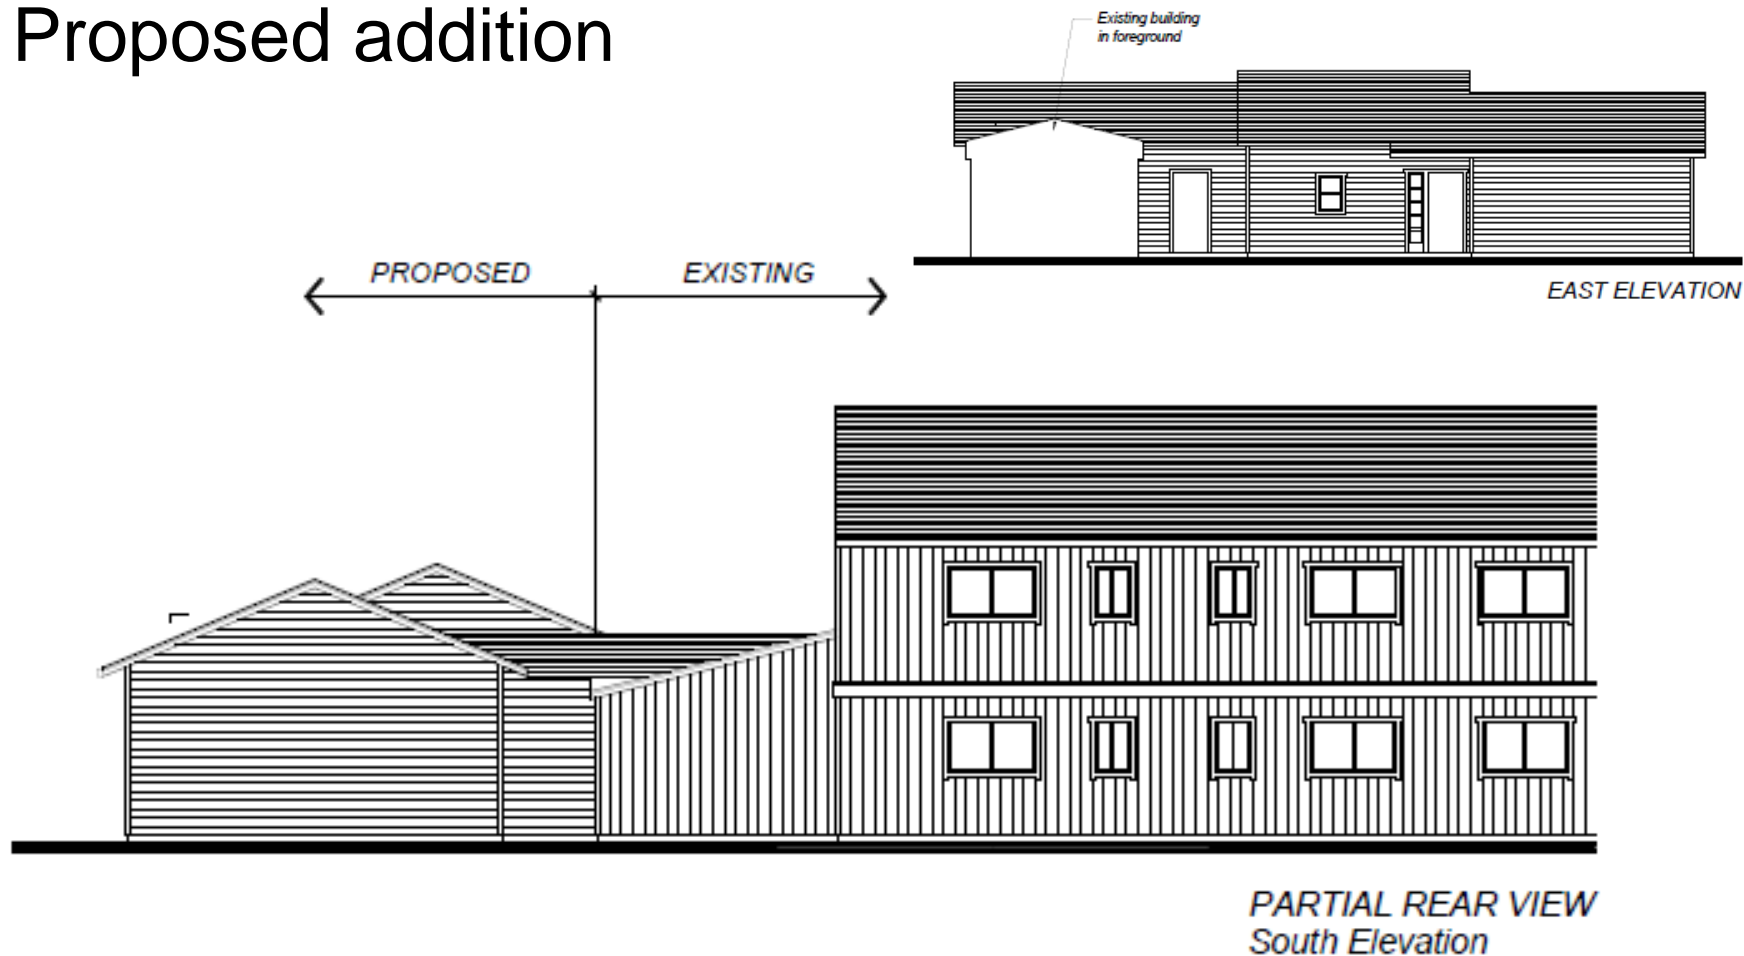 Proposed addition
Existing building
in foreground
EAST ELEVATION
PROPOSED
EXISTING
PARTIAL REAR VIEW
South Elevation